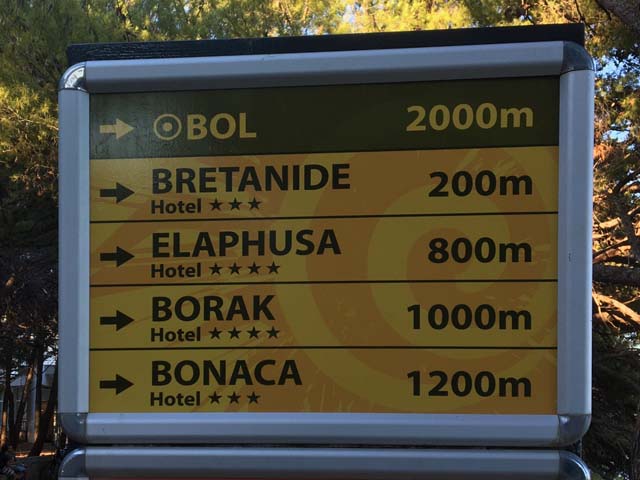 BOL 2000m
BRETANIDE 200m
Hotel ★★★
ELAPHUSA 800m
Hotel ★★★★
BORAK 1000m
Hotel ★★★★
BONACA 1200m
Hotel ★★★